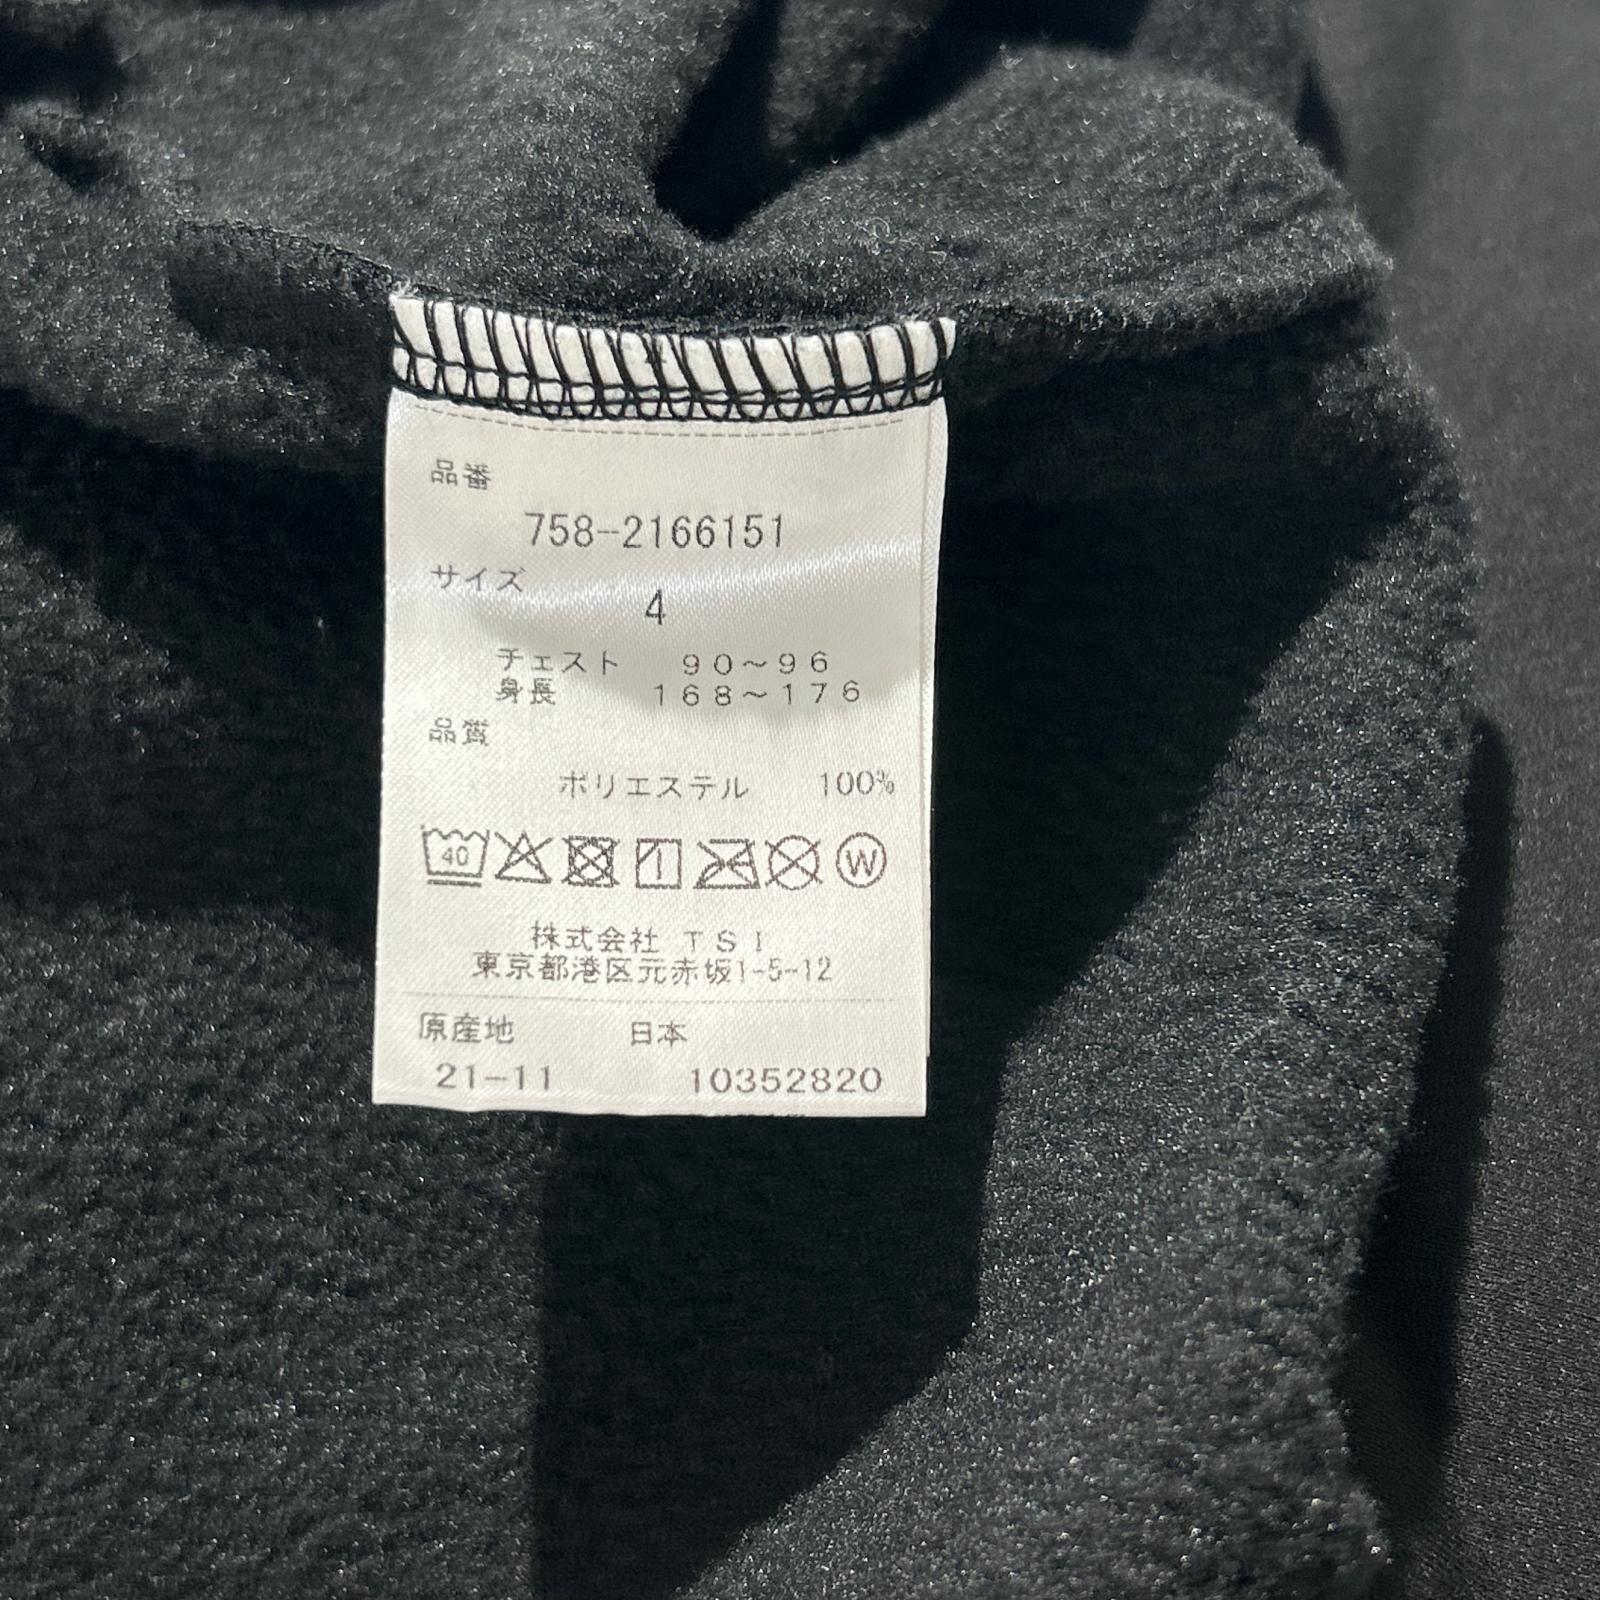 品番
758-2166151
サイズ
4
チェスト 90~96
身長 168~176
品質
ポリエステル 100%
40 W
株式会社 TSI
東京都港区元赤坂1-5-12
原産地 日本
21-11 10352820